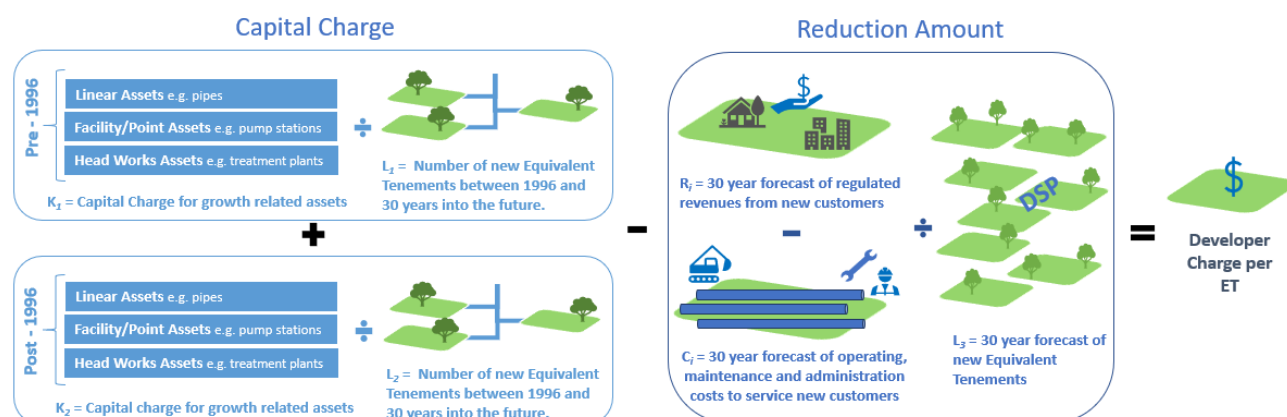 Capital Charge
Pre - 1996
Linear Assets e.g. pipes
Facility/Point Assets e.g. pump stations
Head Works Assets e.g. treatment plants
K1 = Capital Charge for growth related assets
÷
L1 = Number of new Equivalent
Tenements between 1996 and
30 years into the future.
+
Post - 1996
Linear Assets e.g. pipes
Facility/Point Assets e.g. pump stations
Head Works Assets e.g. treatment plants
K2 = Capital charge for growth related assets
÷
L2 = Number of new Equivalent
Tenements between 1996 and
30 years into the future.
-
Reduction Amount
$
Ri = 30 year forecast of regulated
revenues from new customers
-
Ci = 30 year forecast of operating,
maintenance and administration
costs to service new customers
÷
DSP
L3 = 30 year forecast of
new Equivalent
Tenements
=
$
Developer
Charge per
ET